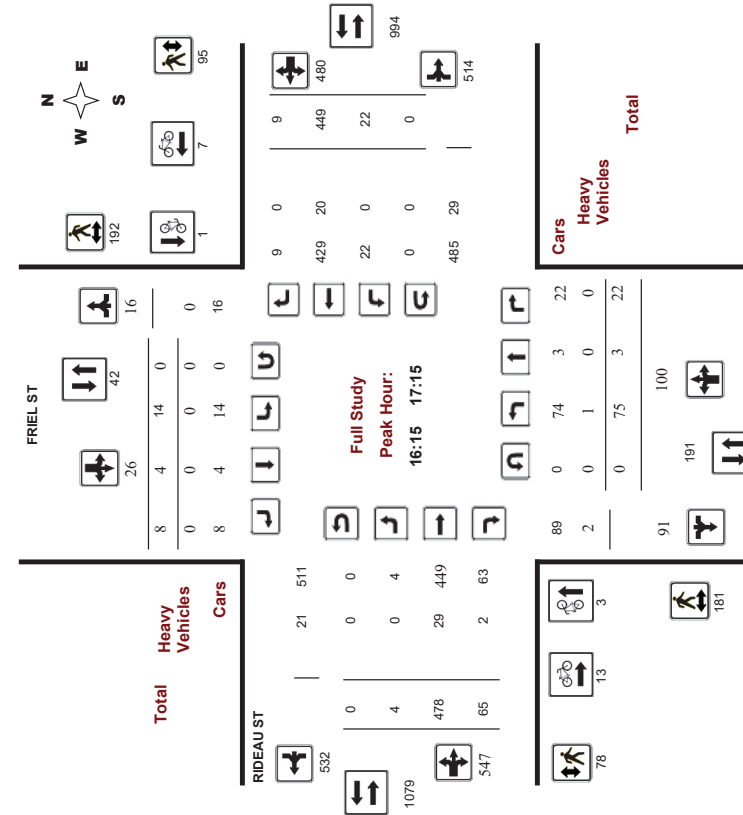 N
W E
S
994
95
480
7
514
192
1
9 449 22 0
0 20 0 0 29
9 429 22 0 485
Cars
Heavy
Vehicles
Total
FRIEL ST
16
42
26
8 4 14 0
0 0 0 0 0
8 4 14 0 16
Full Study
Peak Hour:
16:15 17:15
89 0 74 3 22
2 0 1 0 0
0 75 3 22
91
100
191
Total
Heavy
Vehicles
Cars
RIDEAU ST
21 511
0 0
0 4
29 449
2 63
0
4
478
65
532
1079
547
3
13
181
78